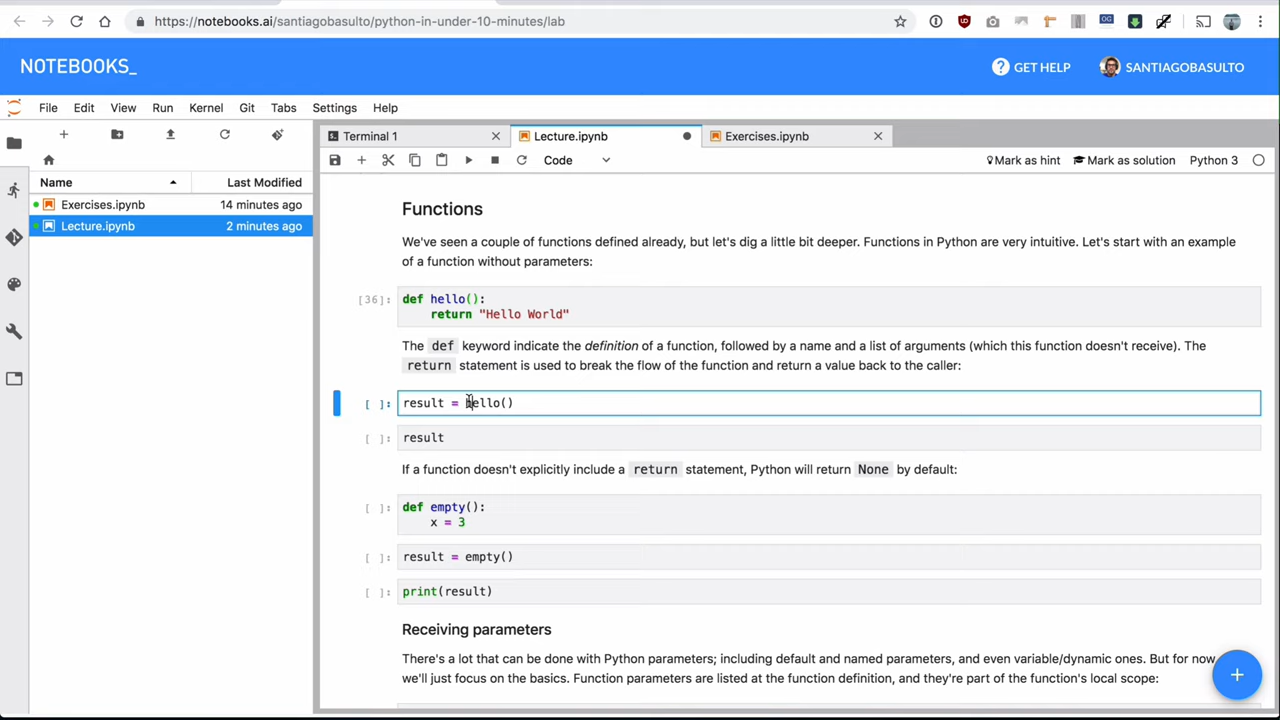 https://notebooks.ai/santiagobasulto/python-in-under-10-minutes/lab
NOTEBOOKS_
GET HELP
SANTIAGOBASULTO
File Edit View Run Kernel Git Tabs Settings Help
Terminal 1
Lecture.ipynb
Exercises.ipynb
Code
Mark as hint
Mark as solution
Python 3
Name
Last Modified
Exercises.ipynb
14 minutes ago
Lecture.ipynb
2 minutes ago
Functions
We've seen a couple of functions defined already, but let's dig a little bit deeper. Functions in Python are very intuitive. Let's start with an example
of a function without parameters:
[36]: def hello():
return "Hello World"
The def keyword indicate the definition of a function, followed by a name and a list of arguments (which this function doesn't receive). The
return statement is used to break the flow of the function and return a value back to the caller:
[ ]: result = hello()
[ ]: result
If a function doesn't explicitly include a return statement, Python will return None by default:
[ ]: def empty():
x = 3
[ ]: result = empty()
[ ]: print(result)
Receiving parameters
There's a lot that can be done with Python parameters; including default and named parameters, and even variable/dynamic ones. But for now
we'll just focus on the basics. Function parameters are listed at the function definition, and they're part of the function's local scope: